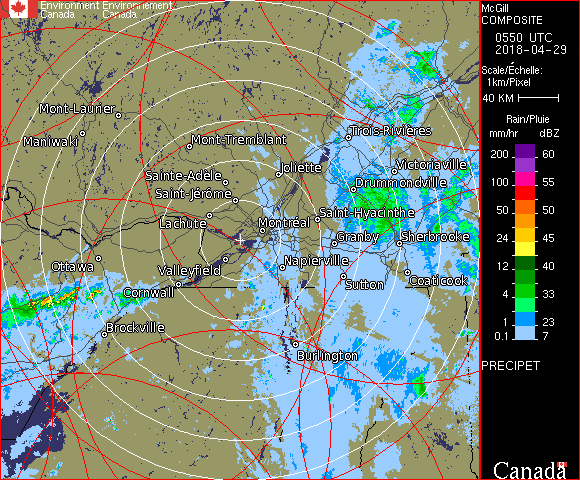 Environment Environnement
Canada Canada
Mont-Laurier
Maniwaki
Mont-Tremblant
Trois-Rivières
Joliette
Victoriaville
Sainte-Adèle
Drummondville
Saint-Jérôme
Saint-Hyacinthe
Lachute
Montréal
Granby
Sherbrooke
Ottawa
Valleyfield
Napierville
Coaticook
Sutton
Cornwall
Brockville
Burlington
McGill
COMPOSITE
0550 UTC
2018-04-29
Scale/Échelle:
1km/Pixel
40 KM
Rain/Pluie
mm/hr dBZ
200 60
150 57
100 55
50 50
24 45
12 40
4 33
1 23
0.1 7
PRECIPET
Canada